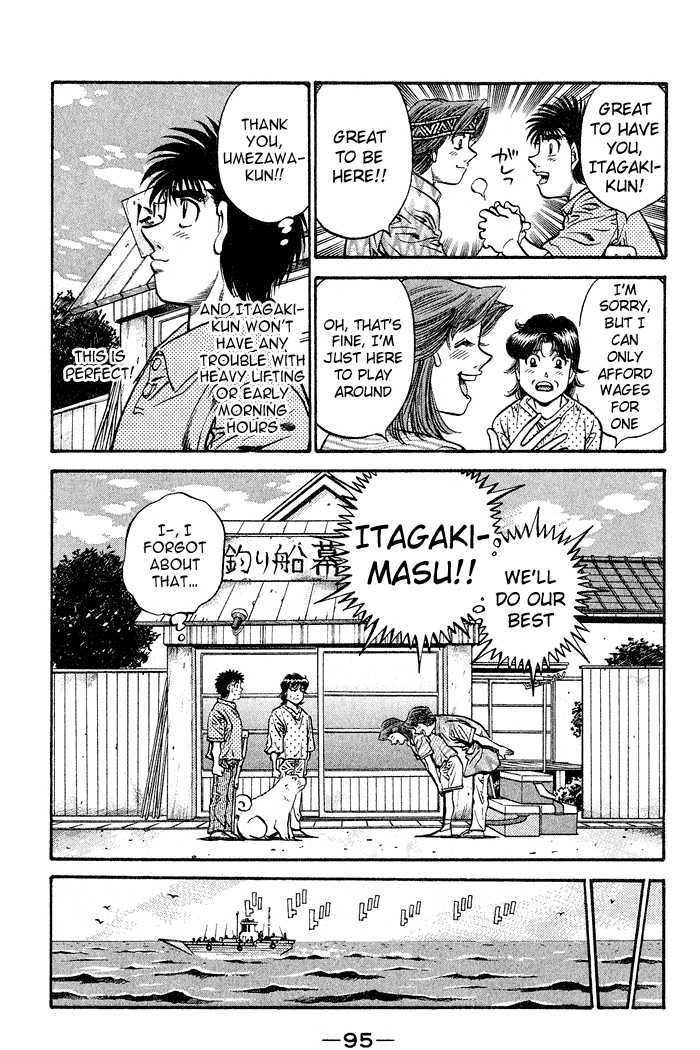 GREAT
TO HAVE
YOU,
ITAGAKI-
KUN!
ガしっ
GREAT
TO BE
HERE!!
I'M
SORRY,
BUT I
CAN
ONLY
AFFORD
WAGES
FOR
ONE
OH, THAT'S
FINE, I'M
JUST HERE
TO PLAY
AROUND
THANK
YOU,
UMEZAWA-
KUN!!
AND ITAGAKI-
KUN WON'T
HAVE ANY
TROUBLE WITH
HEAVY LIFTING
OR EARLY
MORNING
HOURS
THIS IS
PERFECT!
WE'LL
DO OUR
BEST
ITAGAKI-
MASU!!
I-, I
FORGOT
ABOUT
THAT...
釣り船 幕
—95—